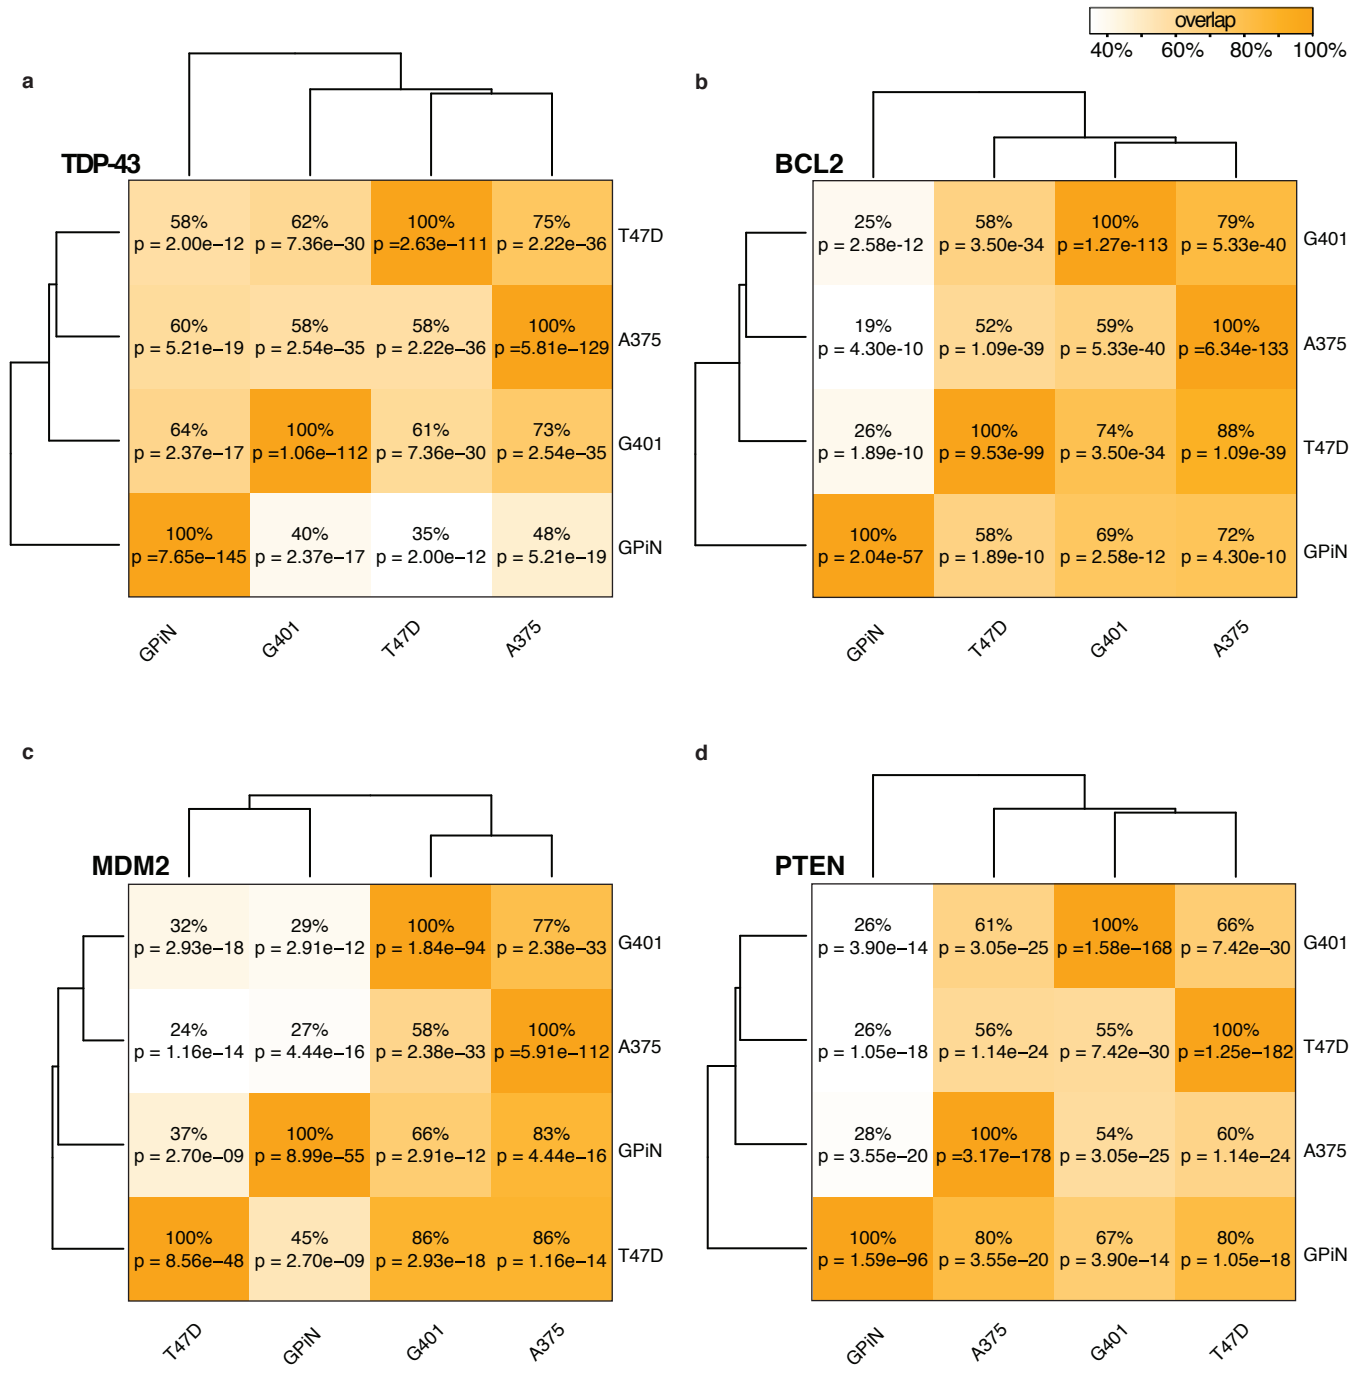 overlap
40% 60% 80% 100%
a
TDP-43
58% 62% 100% 75%
p = 2.00e−12 p = 7.36e−30 p =2.63e−111 p = 2.22e−36 T47D
60% 58% 58% 100%
p = 5.21e−19 p = 2.54e−35 p = 2.22e−36 p =5.81e−129 A375
64% 100% 61% 73%
p = 2.37e−17 p =1.06e−112 p = 7.36e−30 p = 2.54e−35 G401
100% 40% 35% 48%
p =7.65e−145 p = 2.37e−17 p = 2.00e−12 p = 5.21e−19 GPiN
GPiN G401 T47D A375
b
BCL2
25% 58% 100% 79%
p = 2.58e-12 p = 3.50e-34 p =1.27e-113 p = 5.33e-40 G401
19% 52% 59% 100%
p = 4.30e-10 p = 1.09e-39 p = 5.33e-40 p =6.34e-133 A375
26% 100% 74% 88%
p = 1.89e-10 p = 9.53e-99 p = 3.50e-34 p = 1.09e-39 T47D
100% 58% 69% 72%
p = 2.04e-57 p = 1.89e-10 p = 2.58e-12 p = 4.30e-10 GPiN
GPiN T47D G401 A375
c
MDM2
32% 29% 100% 77%
p = 2.93e−18 p = 2.91e−12 p = 1.84e−94 p = 2.38e−33 G401
24% 27% 58% 100%
p = 1.16e−14 p = 4.44e−16 p = 2.38e−33 p =5.91e−112 A375
37% 100% 66% 83%
p = 2.70e−09 p = 8.99e−55 p = 2.91e−12 p = 4.44e−16 GPiN
100% 45% 86% 86%
p = 8.56e−48 p = 2.70e−09 p = 2.93e−18 p = 1.16e−14 T47D
T47D GPiN G401 A375
d
PTEN
26% 61% 100% 66%
p = 3.90e−14 p = 3.05e−25 p =1.58e−168 p = 7.42e−30 G401
26% 56% 55% 100%
p = 1.05e−18 p = 1.14e−24 p = 7.42e−30 p =1.25e−182 T47D
28% 100% 54% 60%
p = 3.55e−20 p =3.17e−178 p = 3.05e−25 p = 1.14e−24 A375
100% 80% 67% 80%
p = 1.59e−96 p = 3.55e−20 p = 3.90e−14 p = 1.05e−18 GPiN
GPiN A375 G401 T47D